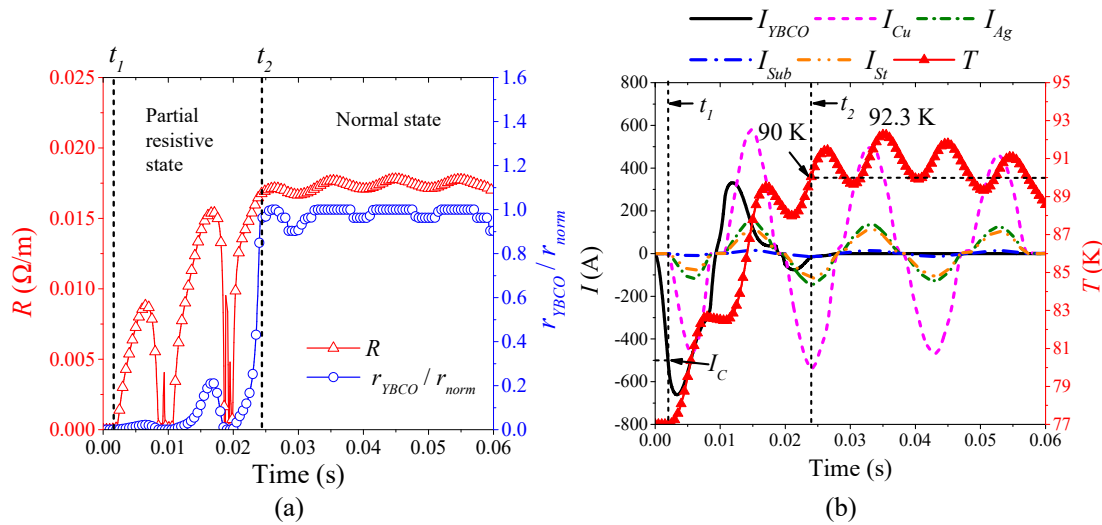 t1 t2
0.025
0.020
0.015
0.010
0.005
0.000
R (Ω/m)
Partial
resistive
state
Normal state
R
rYBCO / rnorm
1.6
1.4
1.2
1.0
0.8
0.6
0.4
0.2
0.0
rYBCO / rnorm
0.00 0.01 0.02 0.03 0.04 0.05 0.06
Time (s)
(a)
IYBCO ICu IAg
ISub ISt T
800
600
400
200
0
-200
-400
-600
-800
I (A)
t1
t2
90 K
92.3 K
IC
95
93
91
89
87
85
83
81
79
77
T (K)
0.00 0.01 0.02 0.03 0.04 0.05 0.06
Time (s)
(b)